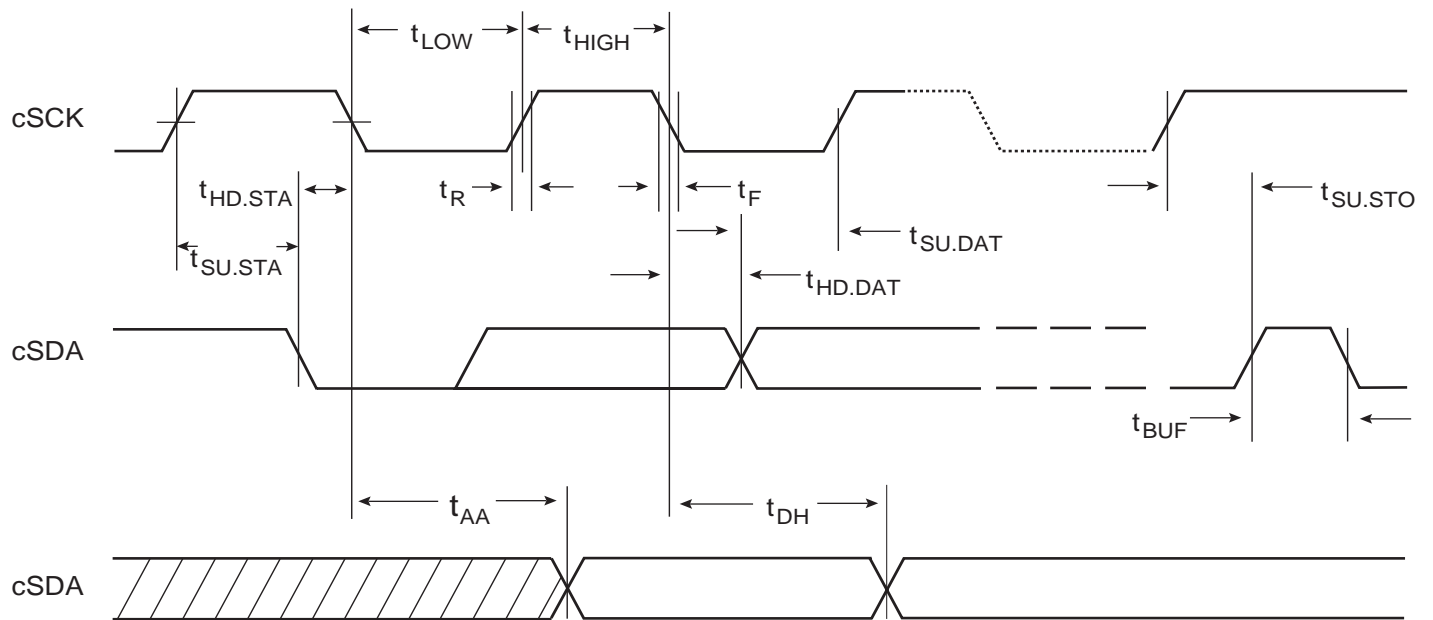 tLOW
tHIGH
cSCK
tHD.STA
tR
tF
tSU.STO
tSU.STA
tSU.DAT
tHD.DAT
cSDA
tBUF
tAA
tDH
cSDA